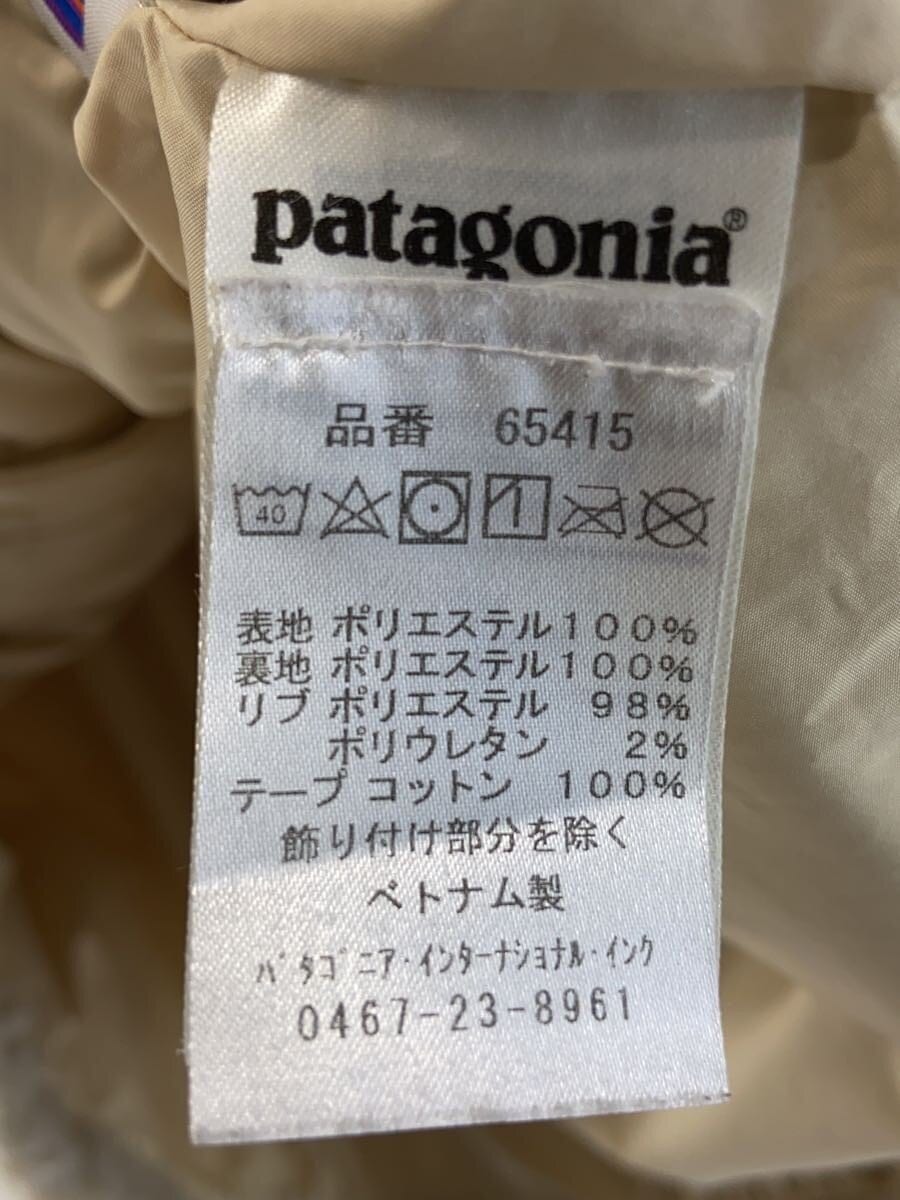 patagonia®
品番 65415
40
表地 ポリエステル100%
裏地 ポリエステル100%
リブ ポリエステル 98%
ポリウレタン 2%
テープ コットン 100%
飾り付け部分を除く
ベトナム製
ﾊﾟﾀｺﾞﾆｱ･ｲﾝﾀｰﾅｼｮﾅﾙ･ｲﾝｸ
0467-23-8961